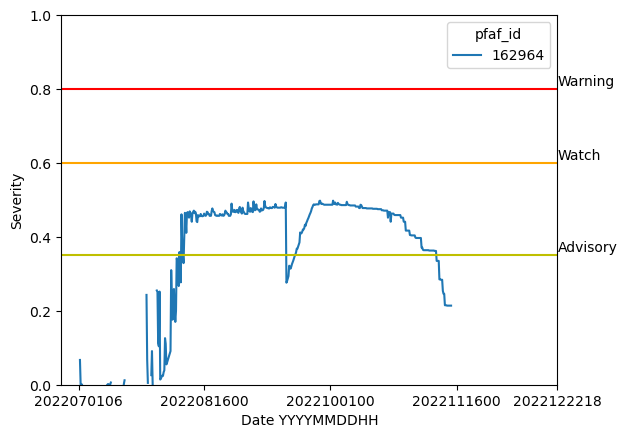 1.0
pfaf_id
162964
0.8
Warning
0.6
Watch
Severity
0.4
Advisory
0.2
0.0
2022070106 2022081600 2022100100 2022111600 2022122218
Date YYYYMMDDHH